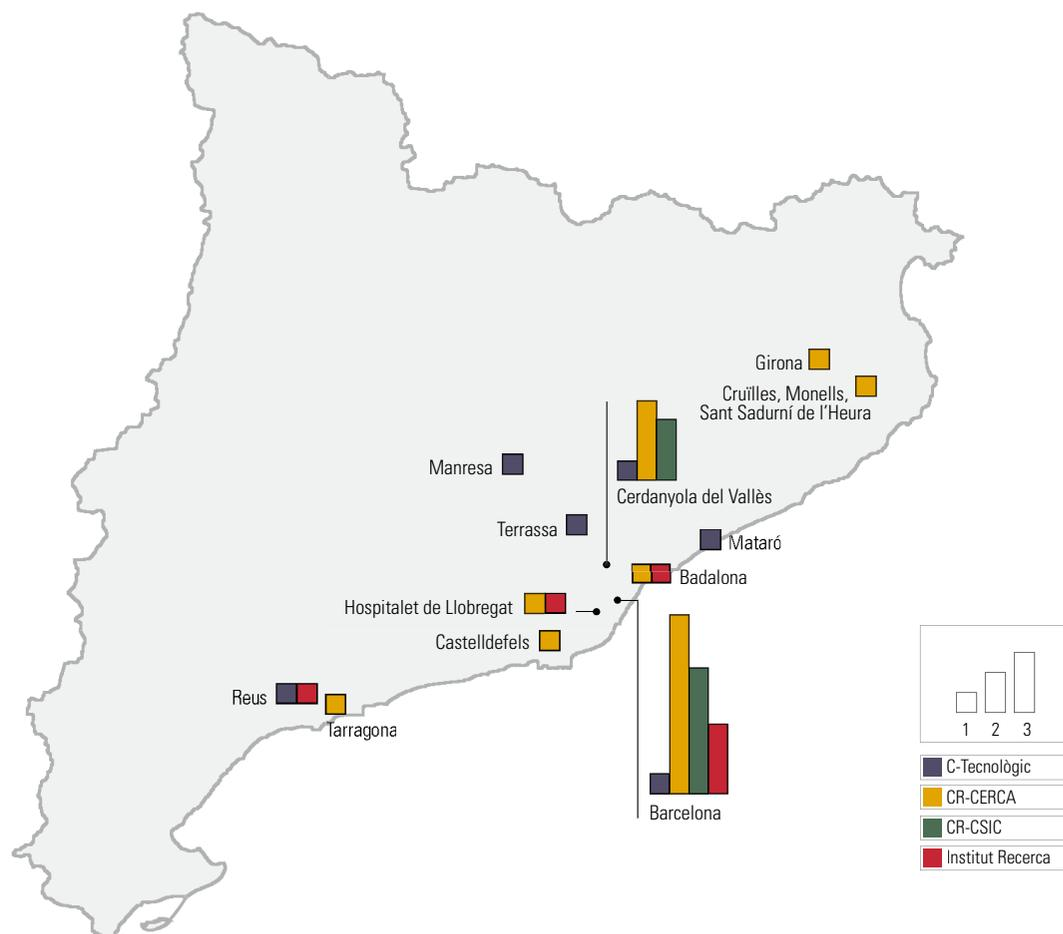 Girona
Cruïlles, Monells,
Sant Sadurní de l'Heura
Manresa
Cerdanyola del Vallès
Terrassa
Mataró
Badalona
Hospitalet de Llobregat
Castelldefels
Reus
Tarragona
Barcelona
1 2 3
C-Tecnològic
CR-CERCA
CR-CSIC
Institut Recerca